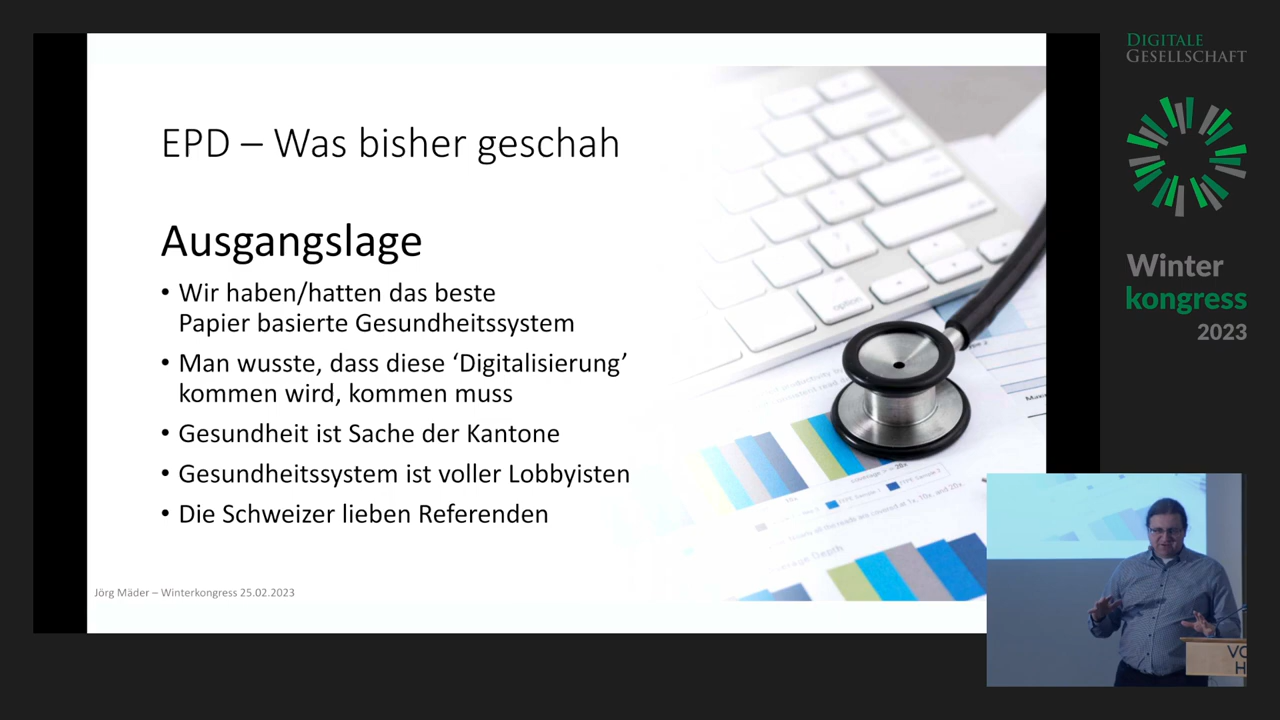 DIGITALE
GESELLSCHAFT
EPD – Was bisher geschah
Ausgangslage
• Wir haben/hatten das beste
Papier basierte Gesundheitssystem
• Man wusste, dass diese ‘Digitalisierung’
kommen wird, kommen muss
• Gesundheit ist Sache der Kantone
• Gesundheitssystem ist voller Lobbyisten
• Die Schweizer lieben Referenden
Jörg Mäder – Winterkongress 25.02.2023
Winter
kongress
2023
option